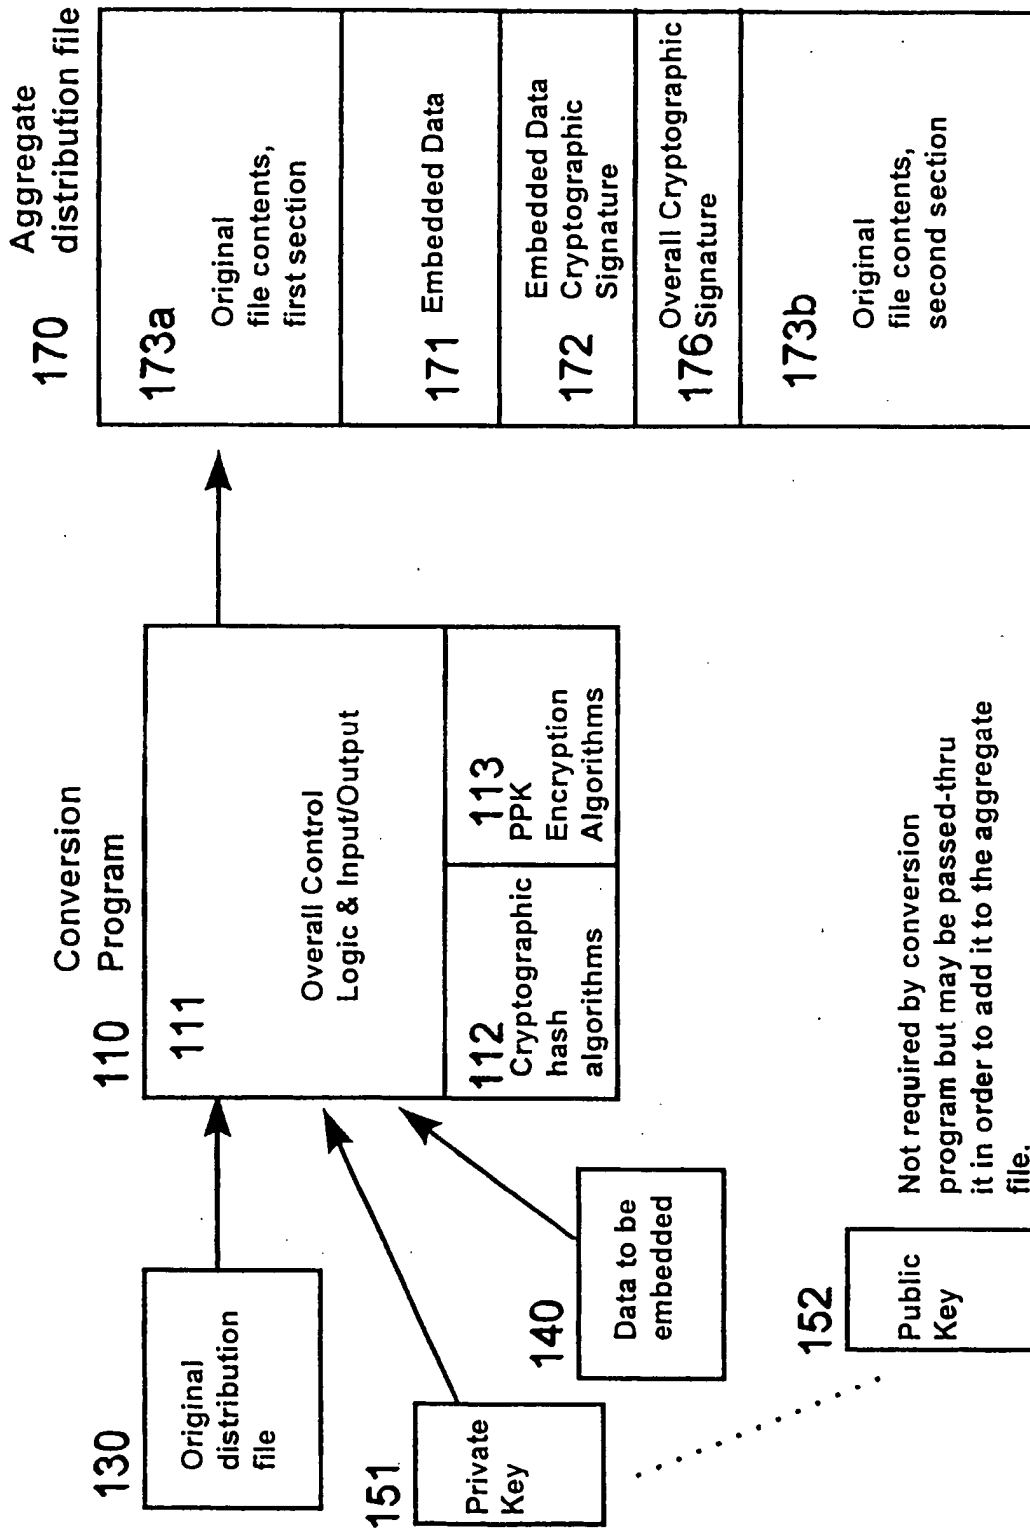 130
Original
distribution
file
151
Private
Key
140
Data to be
embedded
152
Public
Key
Not required by conversion
program but may be passed-thru
it in order to add it to the aggregate
file.
Conversion
110 Program
111
Overall Control
Logic & Input/Output
112
Cryptographic
hash
algorithms
113
PPK
Encryption
Algorithms
Aggregate
170 distribution file
173a
Original
file contents,
first section
171 Embedded Data
Embedded Data
172 Cryptographic
Signature
Overall Cryptographic
176 Signature
173b
Original
file contents,
second section